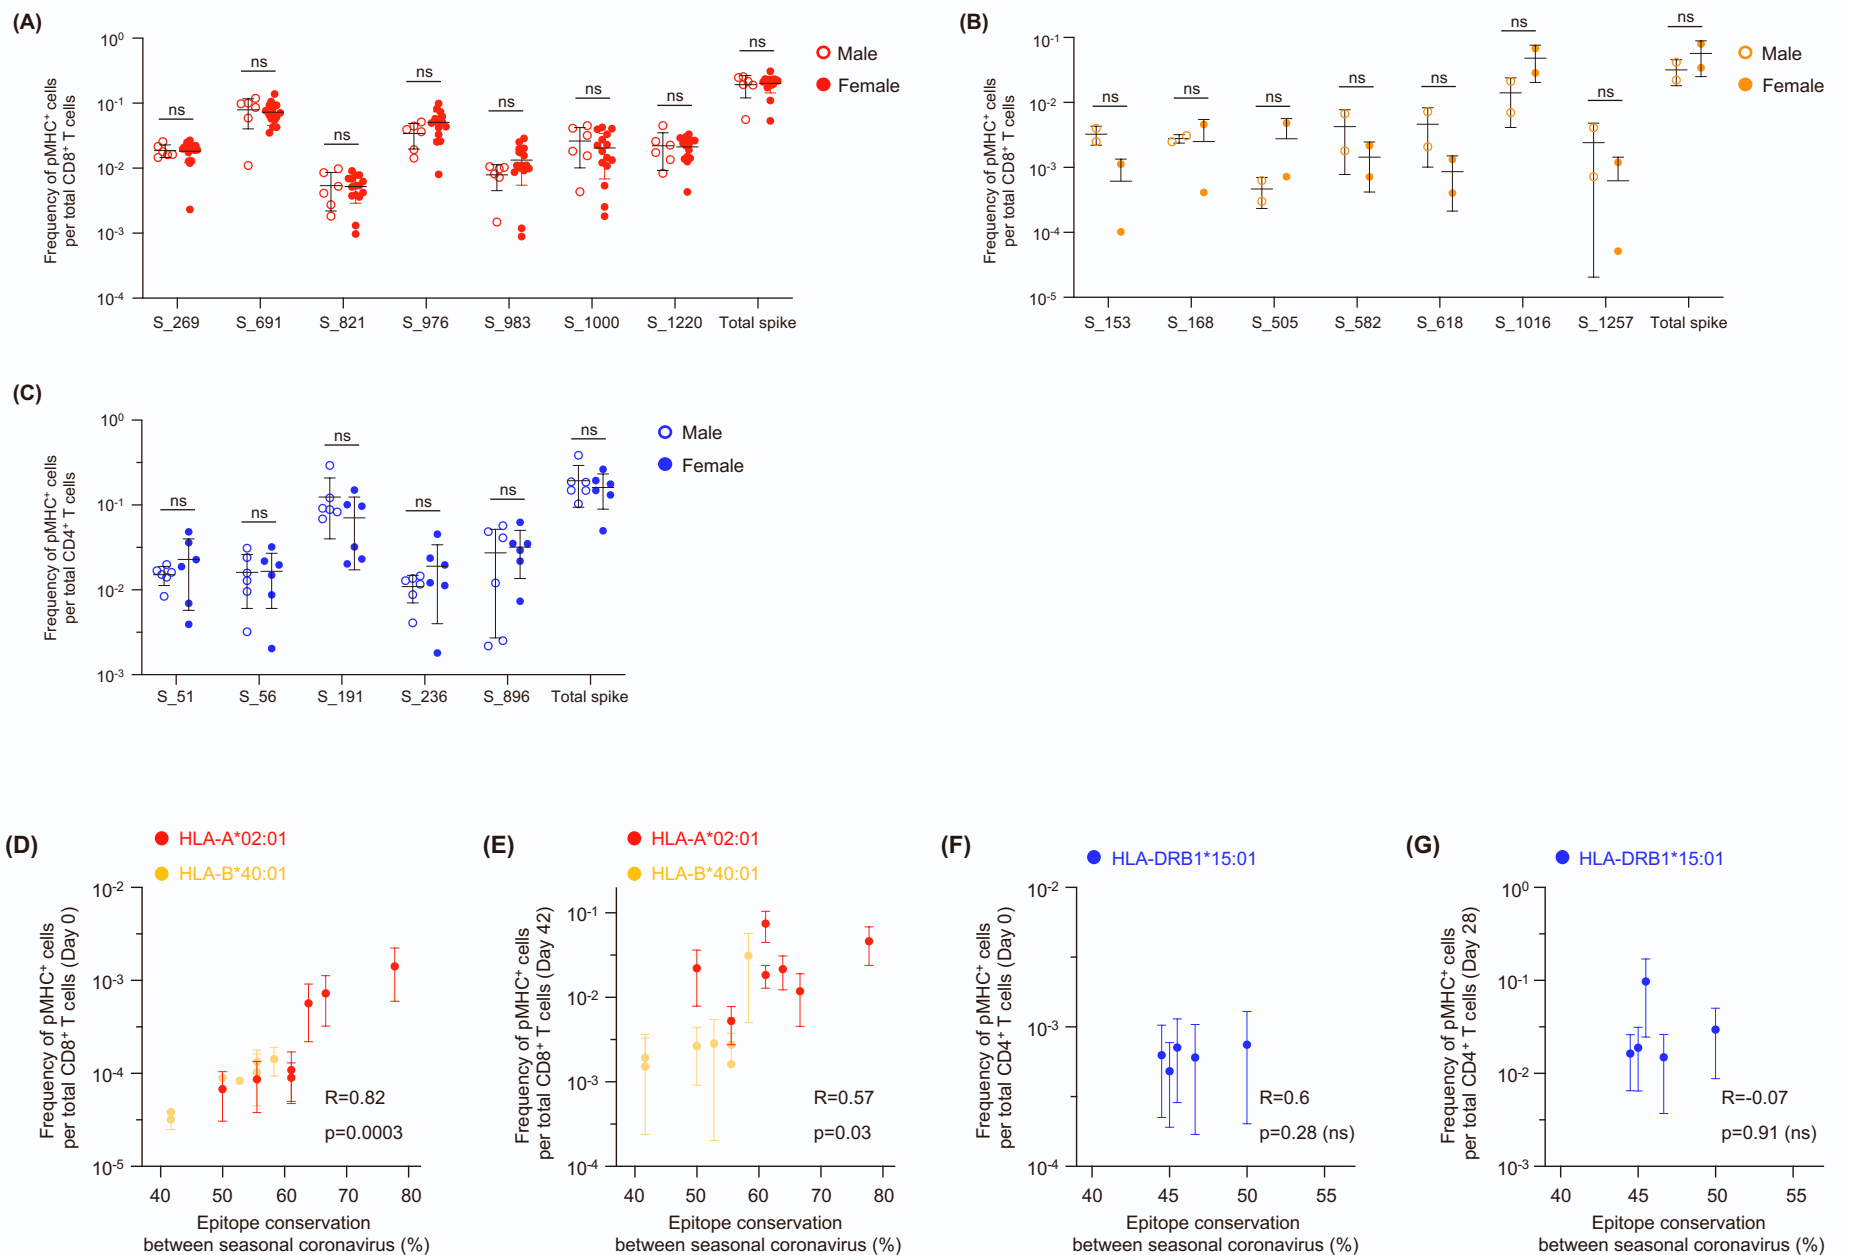 (A)
Frequency of pMHC⁺ cells
per total CD8⁺ T cells
10⁰
10⁻¹
10⁻²
10⁻³
10⁻⁴
ns ns ns ns ns ns ns ns
Male
Female
S_269 S_691 S_821 S_976 S_983 S_1000 S_1220 Total spike
(B)
Frequency of pMHC⁺ cells
per total CD8⁺ T cells
10⁻¹
10⁻²
10⁻³
10⁻⁴
10⁻⁵
ns ns ns ns ns ns ns ns
Male
Female
S_153 S_168 S_505 S_582 S_618 S_1016 S_1257 Total spike
(C)
Frequency of pMHC⁺ cells
per total CD4⁺ T cells
10⁰
10⁻¹
10⁻²
10⁻³
ns ns ns ns ns ns
Male
Female
S_51 S_56 S_191 S_236 S_896 Total spike
(D)
HLA-A*02:01
HLA-B*40:01
Frequency of pMHC⁺ cells
per total CD8⁺ T cells (Day 0)
10⁻²
10⁻³
10⁻⁴
10⁻⁵
R=0.82
p=0.0003
40 50 60 70 80
Epitope conservation
between seasonal coronavirus (%)
(E)
HLA-A*02:01
HLA-B*40:01
Frequency of pMHC⁺ cells
per total CD8⁺ T cells (Day 42)
10⁻¹
10⁻²
10⁻³
10⁻⁴
R=0.57
p=0.03
40 50 60 70 80
Epitope conservation
between seasonal coronavirus (%)
(F)
HLA-DRB1*15:01
Frequency of pMHC⁺ cells
per total CD4⁺ T cells (Day 0)
10⁻²
10⁻³
10⁻⁴
R=0.6
p=0.28 (ns)
40 45 50 55
Epitope conservation
between seasonal coronavirus (%)
(G)
HLA-DRB1*15:01
Frequency of pMHC⁺ cells
per total CD4⁺ T cells (Day 28)
10⁰
10⁻¹
10⁻²
10⁻³
R=-0.07
p=0.91 (ns)
40 45 50 55
Epitope conservation
between seasonal coronavirus (%)